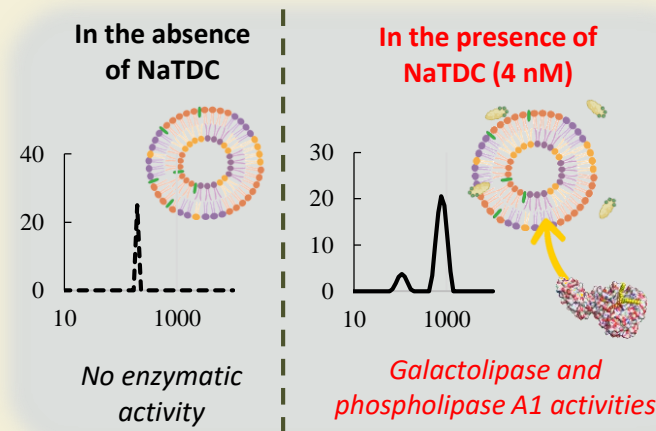 In the absence
of NaTDC
40
20
0
10
1000
No enzymatic
activity
In the presence of
NaTDC (4 nM)
30
20
10
0
10
1000
Galactolipase and
phospholipase A1 activities